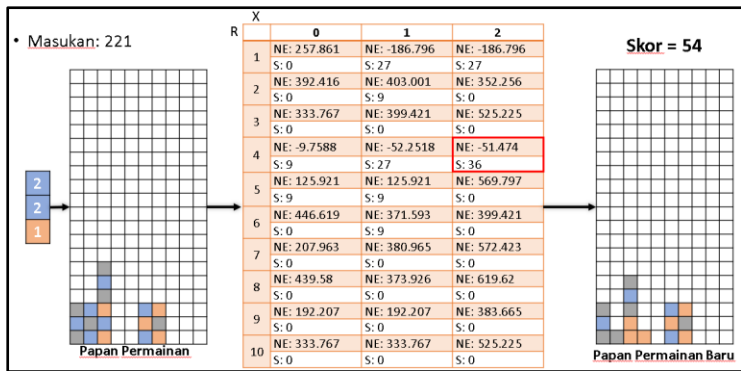 • Masukan: 221
2
2
1
Papan Permainan
X
R
0 1 2
1 NE: 257.861 NE: -186.796 NE: -186.796
S: 0 S: 27 S: 27
2 NE: 392.416 NE: 403.001 NE: 352.256
S: 0 S: 9 S: 0
3 NE: 333.767 NE: 399.421 NE: 525.225
S: 0 S: 0 S: 0
4 NE: -9.7588 NE: -52.2518 NE: -51.474
S: 9 S: 27 S: 36
5 NE: 125.921 NE: 125.921 NE: 569.797
S: 9 S: 9 S: 0
6 NE: 446.619 NE: 371.593 NE: 399.421
S: 0 S: 9 S: 0
7 NE: 207.963 NE: 380.965 NE: 572.423
S: 0 S: 0 S: 0
8 NE: 439.58 NE: 373.926 NE: 619.62
S: 0 S: 0 S: 0
9 NE: 192.207 NE: 192.207 NE: 383.665
S: 0 S: 0 S: 0
10 NE: 333.767 NE: 333.767 NE: 525.225
S: 0 S: 0 S: 0
Skor = 54
Papan Permainan Baru